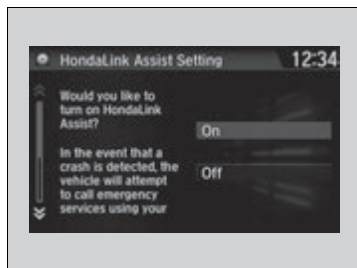 HondaLink Assist Setting
12:34
Would you like to
turn on HondaLink
Assist?
In the event that a
crash is detected, the
vehicle will attempt
to call emergency
services using your
On
Off